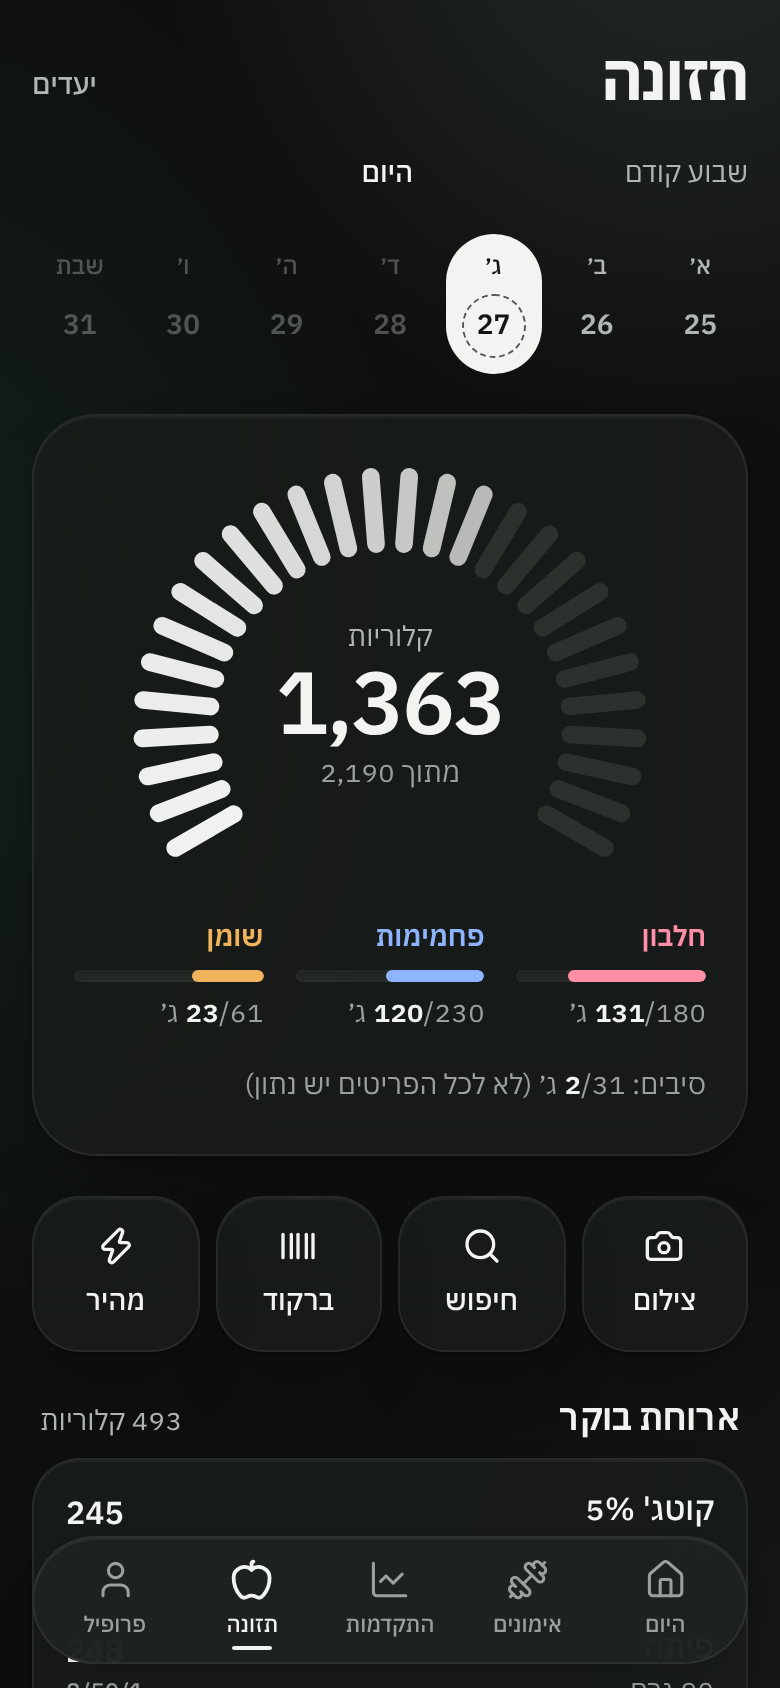 תזונה
יעדים
שבוע קודם
היום
א׳ ב׳ ג׳ ד׳ ה׳ ו׳ שבת
25 26 27 28 29 30 31
קלוריות
1,363
מתוך 2,190
חלבון פחמימות שומן
131/180 ג׳ 120/230 ג׳ 23/61 ג׳
סיבים: 2/31 ג׳ (לא לכל הפריטים יש נתון)
צילום חיפוש ברקוד מהיר
ארוחת בוקר
493 קלוריות
קוטג' 5%
245
היום אימונים התקדמות תזונה פרופיל
פיתה
248